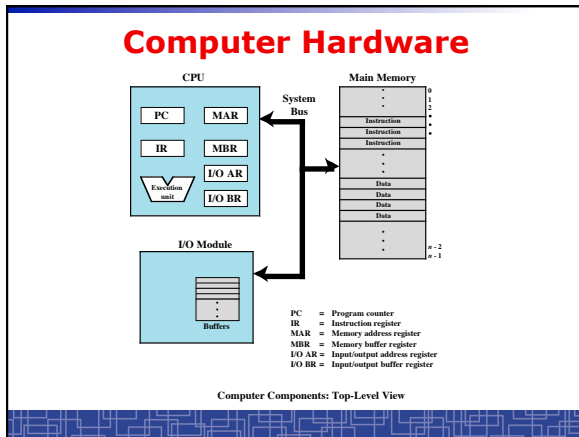 Computer Hardware
CPU
Main Memory
System
Bus
PC
MAR
IR
MBR
I/O AR
I/O BR
Execution
unit
0
1
2
Instruction
Instruction
Instruction
Data
Data
Data
Data
n - 2
n - 1
I/O Module
Buffers
PC = Program counter
IR = Instruction register
MAR = Memory address register
MBR = Memory buffer register
I/O AR = Input/output address register
I/O BR = Input/output buffer register
Computer Components: Top-Level View